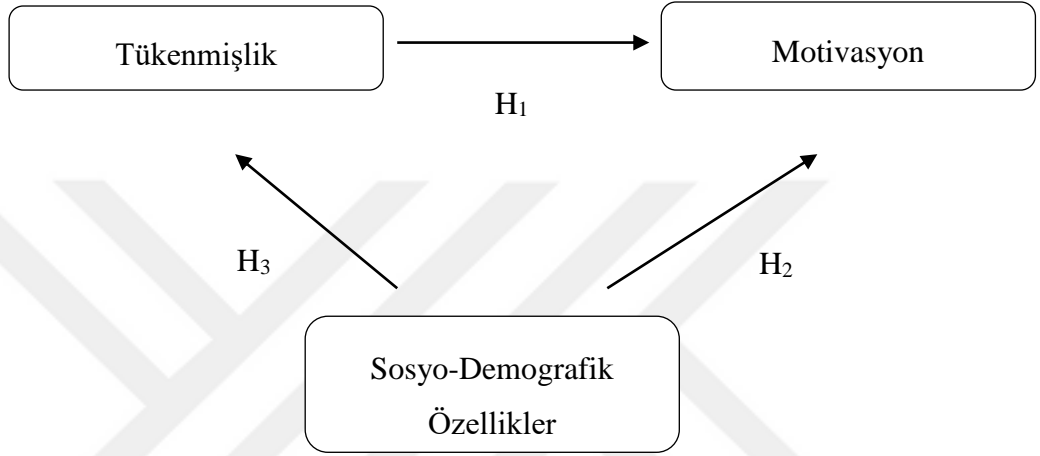 Tükenmişlik
Motivasyon
H₁
H₃
H₂
Sosyo-Demografik
Özellikler